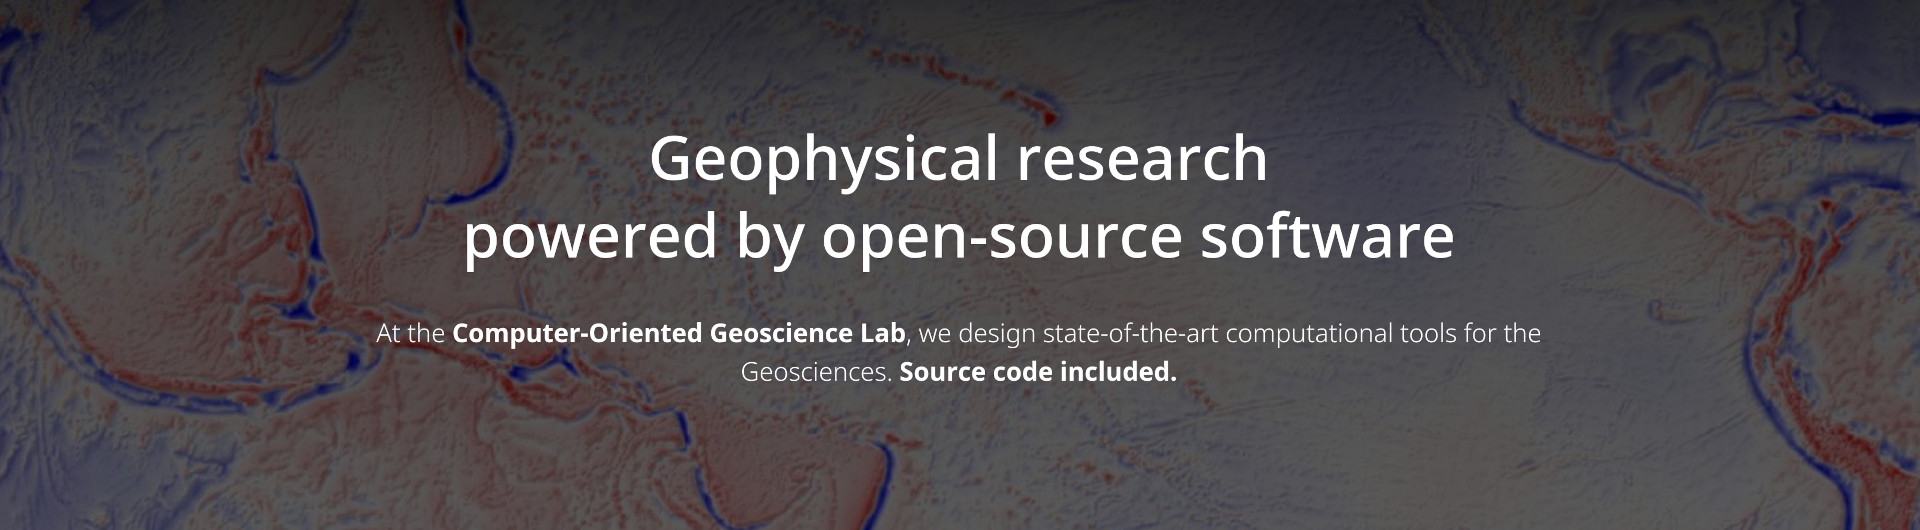 Geophysical research
powered by open-source software
At the Computer-Oriented Geoscience Lab, we design state-of-the-art computational tools for the
Geosciences. Source code included.